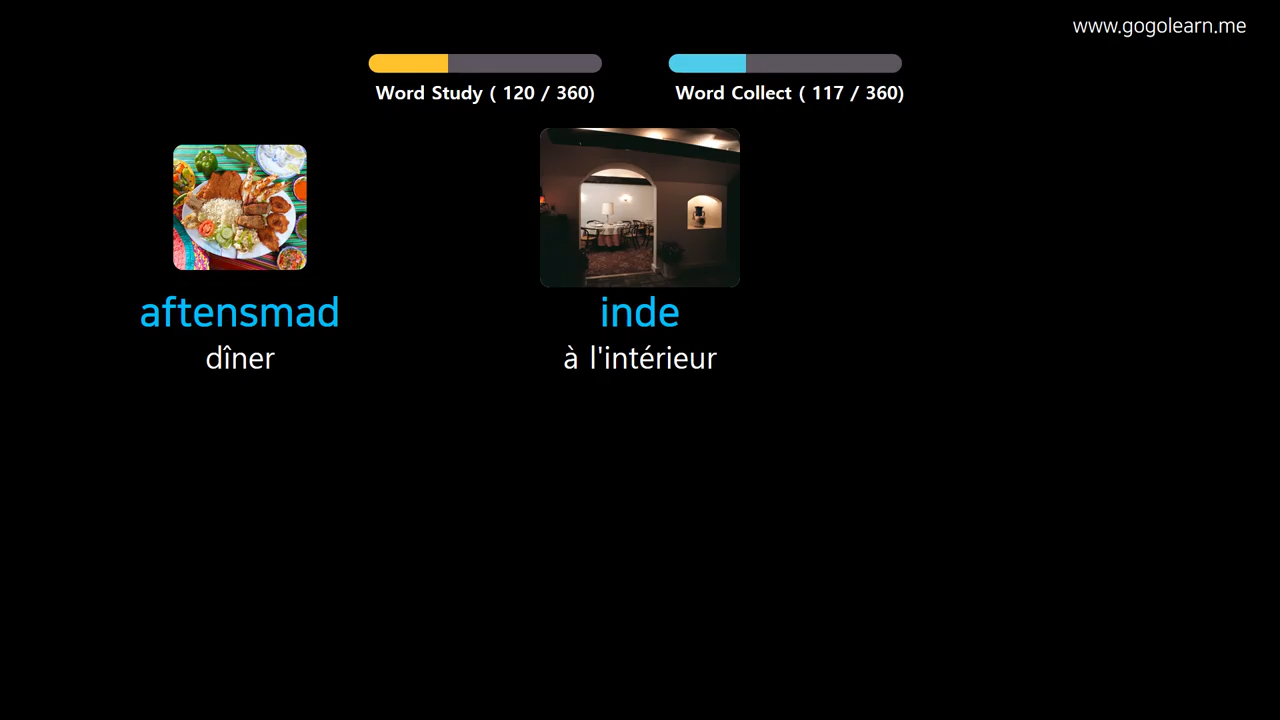 www.gogolearn.me
Word Study ( 120 / 360)
Word Collect ( 117 / 360)
aftensmad
dîner
inde
à l'intérieur